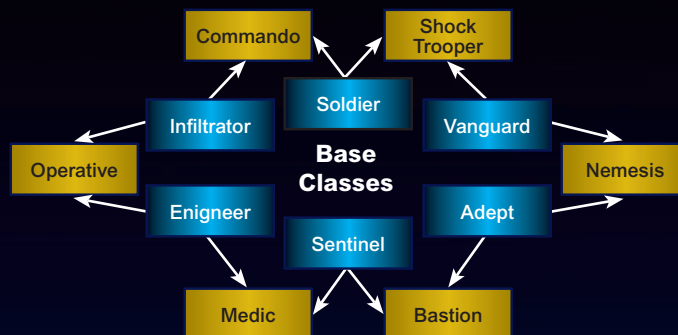 Commando
Shock
Trooper
Soldier
Infiltrator
Vanguard
Base
Classes
Operative
Nemesis
Enigneer
Adept
Sentinel
Medic
Bastion